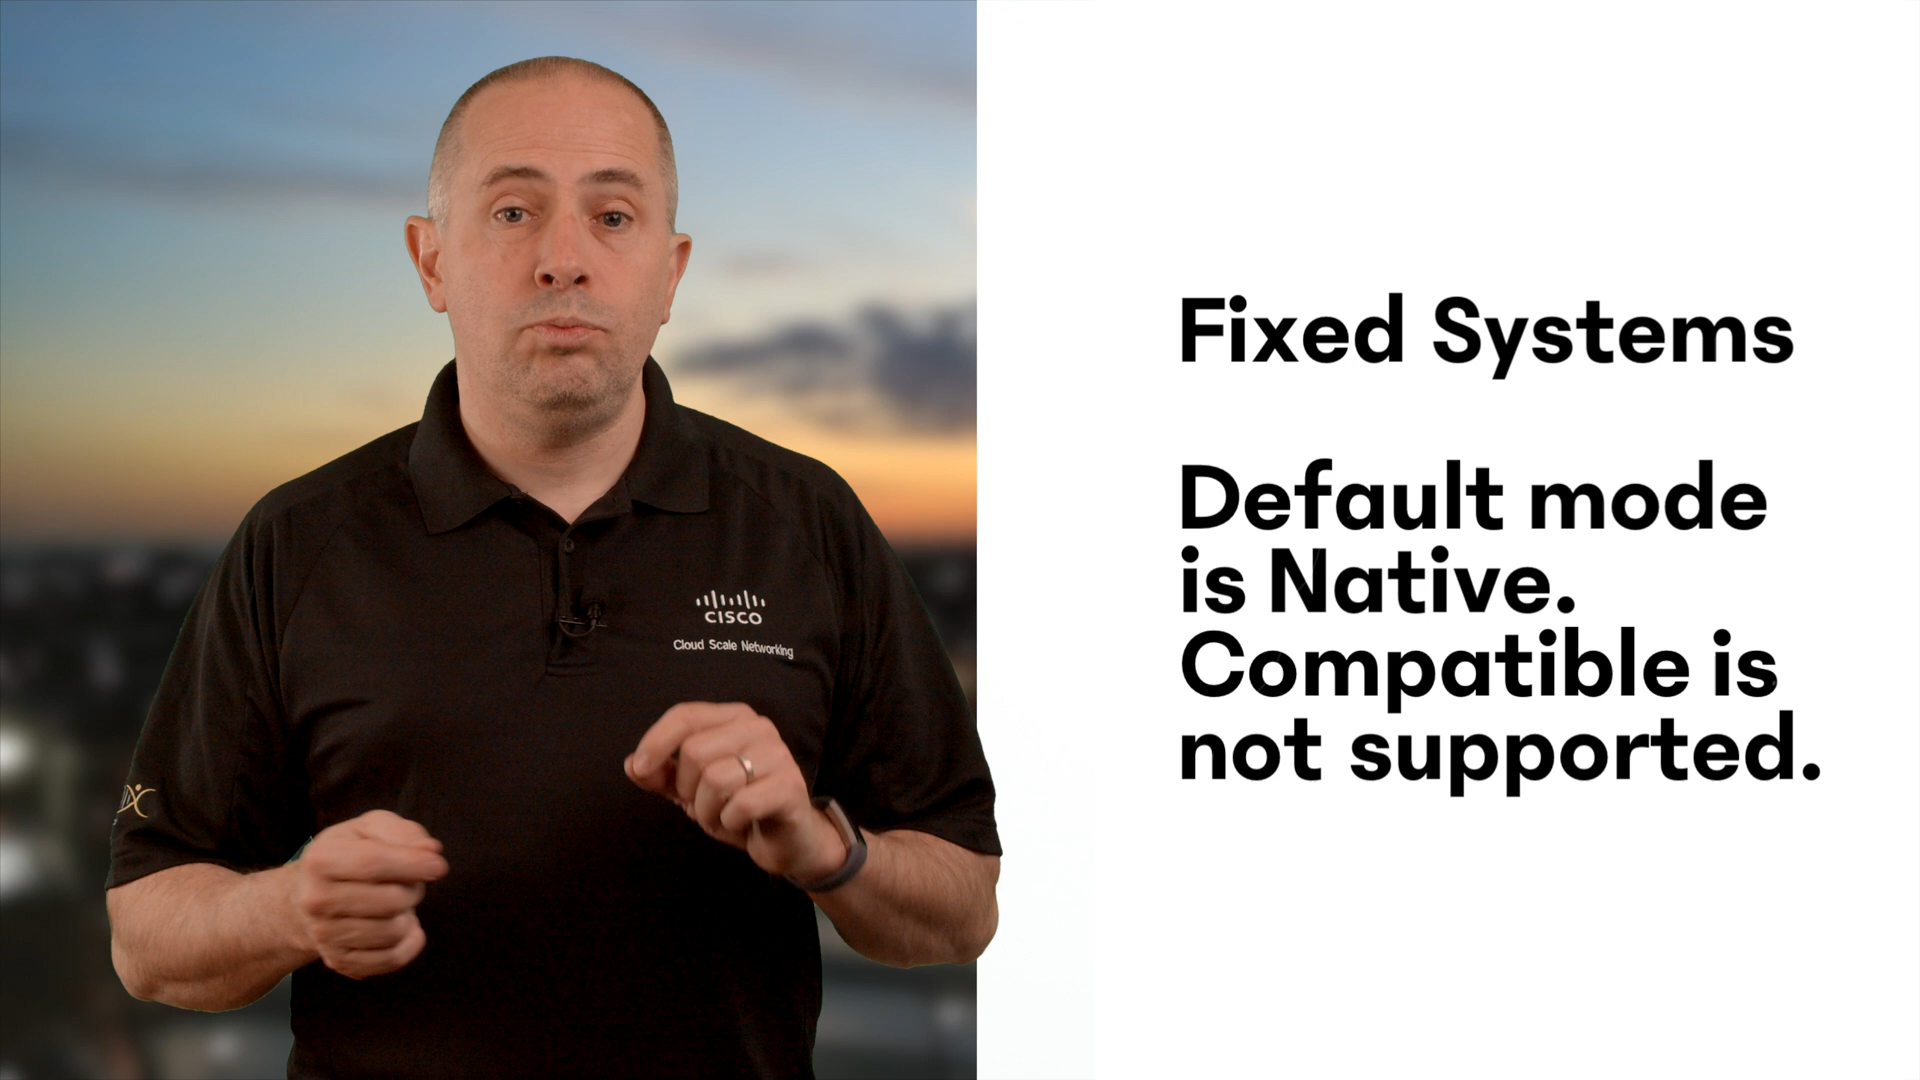 Fixed Systems
Default mode
is Native.
Compatible is
not supported.
CISCO
Cloud Scale Networking